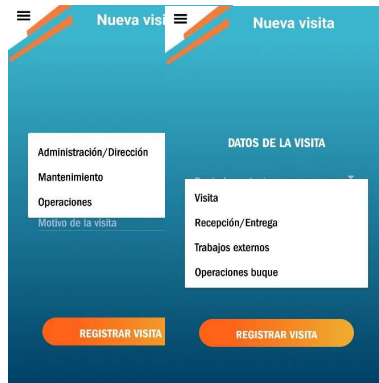 Nueva visi
Administración/Dirección
Mantenimiento
Operaciones
Motivo de la visita
REGISTRAR VISITA
Nueva visita
DATOS DE LA VISITA
Visita
Recepción/Entrega
Trabajos externos
Operaciones buque
REGISTRAR VISITA